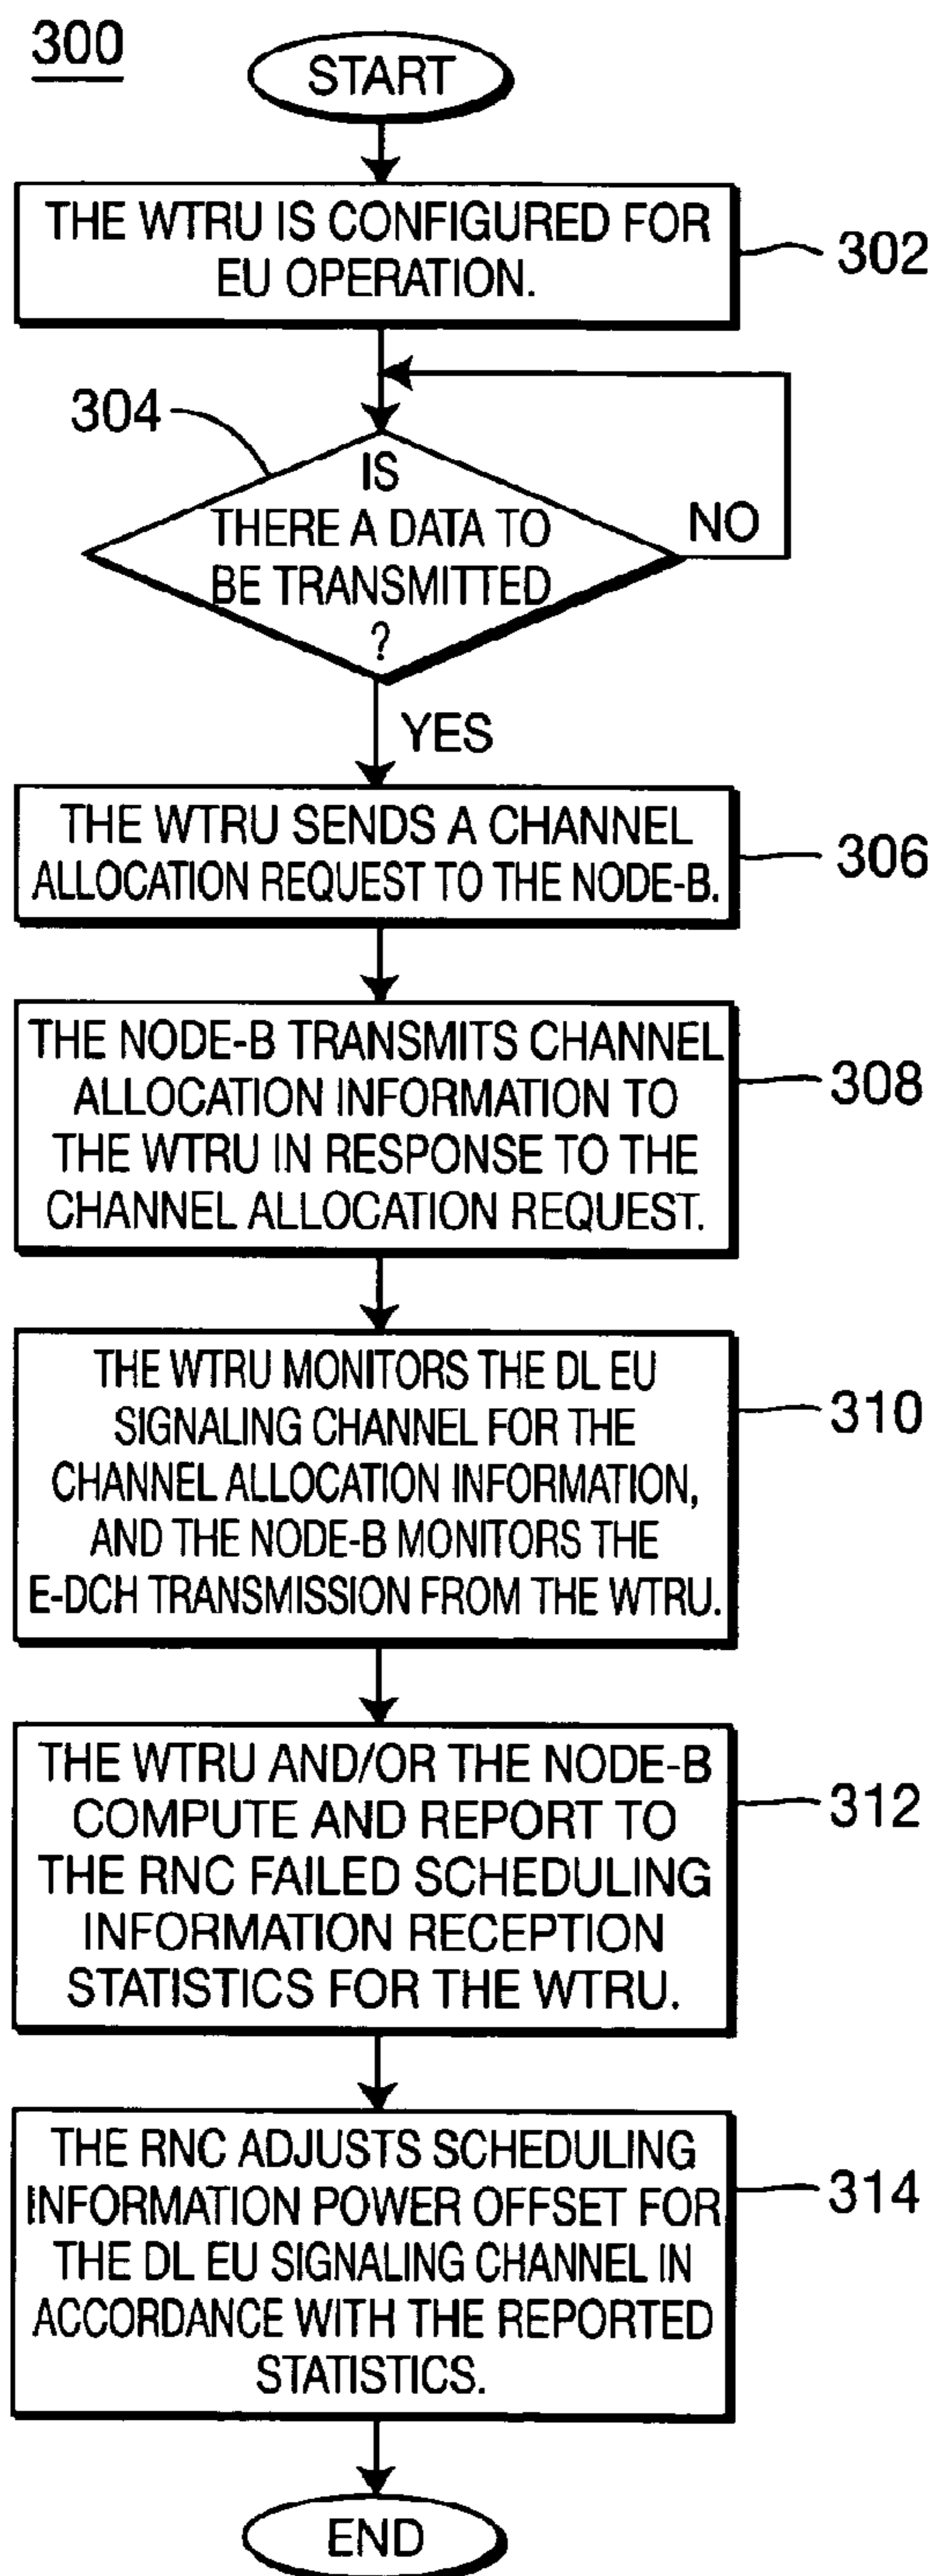 300
START
THE WTRU IS CONFIGURED FOR
EU OPERATION.
302
304
IS
THERE A DATA TO
BE TRANSMITTED
?
NO
YES
THE WTRU SENDS A CHANNEL
ALLOCATION REQUEST TO THE NODE-B.
306
THE NODE-B TRANSMITS CHANNEL
ALLOCATION INFORMATION TO
THE WTRU IN RESPONSE TO THE
CHANNEL ALLOCATION REQUEST.
308
THE WTRU MONITORS THE DL EU
SIGNALING CHANNEL FOR THE
CHANNEL ALLOCATION INFORMATION,
AND THE NODE-B MONITORS THE
E-DCH TRANSMISSION FROM THE WTRU.
310
THE WTRU AND/OR THE NODE-B
COMPUTE AND REPORT TO
THE RNC FAILED SCHEDULING
INFORMATION RECEPTION
STATISTICS FOR THE WTRU.
312
THE RNC ADJUSTS SCHEDULING
INFORMATION POWER OFFSET FOR
THE DL EU SIGNALING CHANNEL IN
ACCORDANCE WITH THE REPORTED
STATISTICS.
314
END